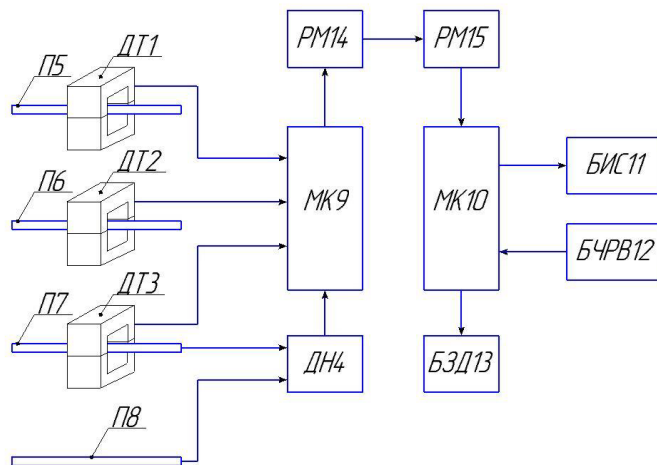 РМ14
РМ15
ДТ1
П5
ДТ2
П6
МК9
МК10
БИС11
БЧРВ12
ДТ3
П7
ДН4
БЗД13
П8